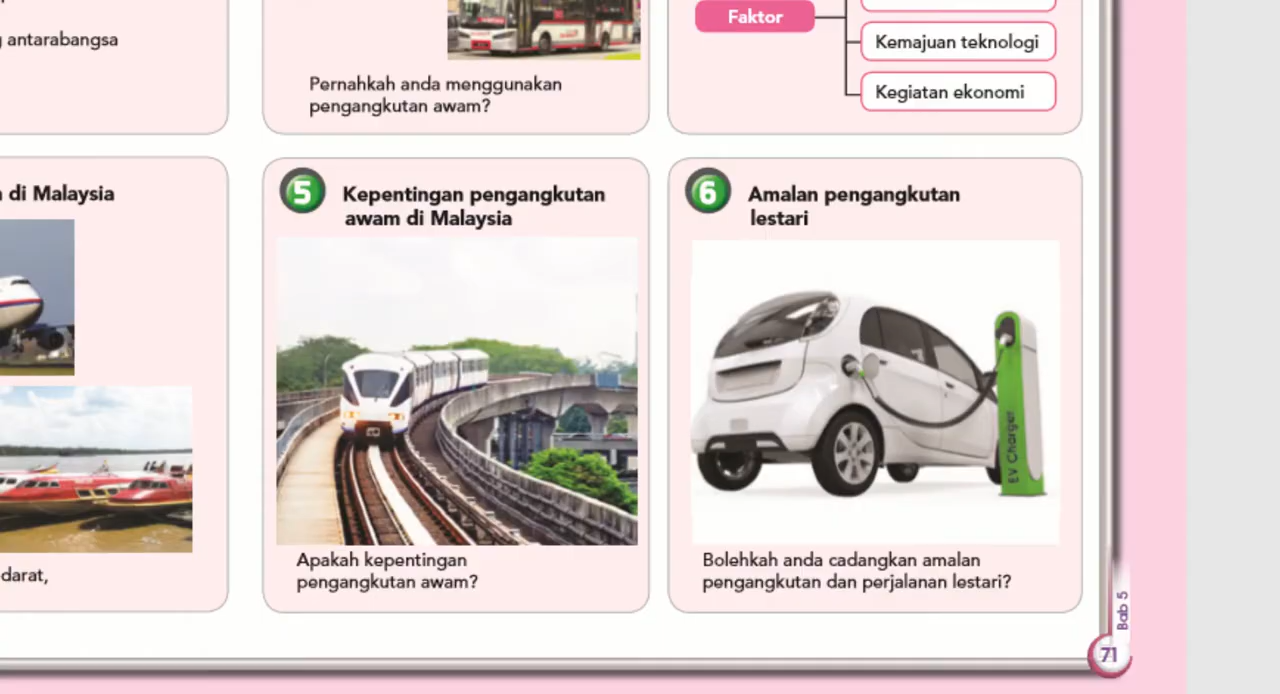 antarabangsa
Pernahkah anda menggunakan
pengangkutan awam?
Faktor
Kemajuan teknologi
Kegiatan ekonomi
di Malaysia
darat,
5
Kepentingan pengangkutan
awam di Malaysia
Apakah kepentingan
pengangkutan awam?
6
Amalan pengangkutan
lestari
EV Charger
Bolehkah anda cadangkan amalan
pengangkutan dan perjalanan lestari?
Bab 5
71